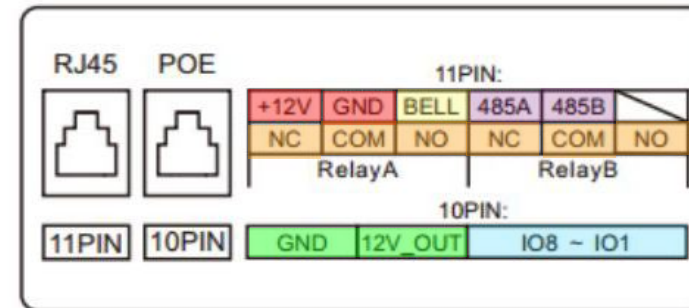 RJ45 POE
11PIN:
+12V GND BELL 485A 485B
NC COM NO NC COM NO
RelayA RelayB
10PIN:
11PIN 10PIN GND 12V_OUT IO8 ~ IO1